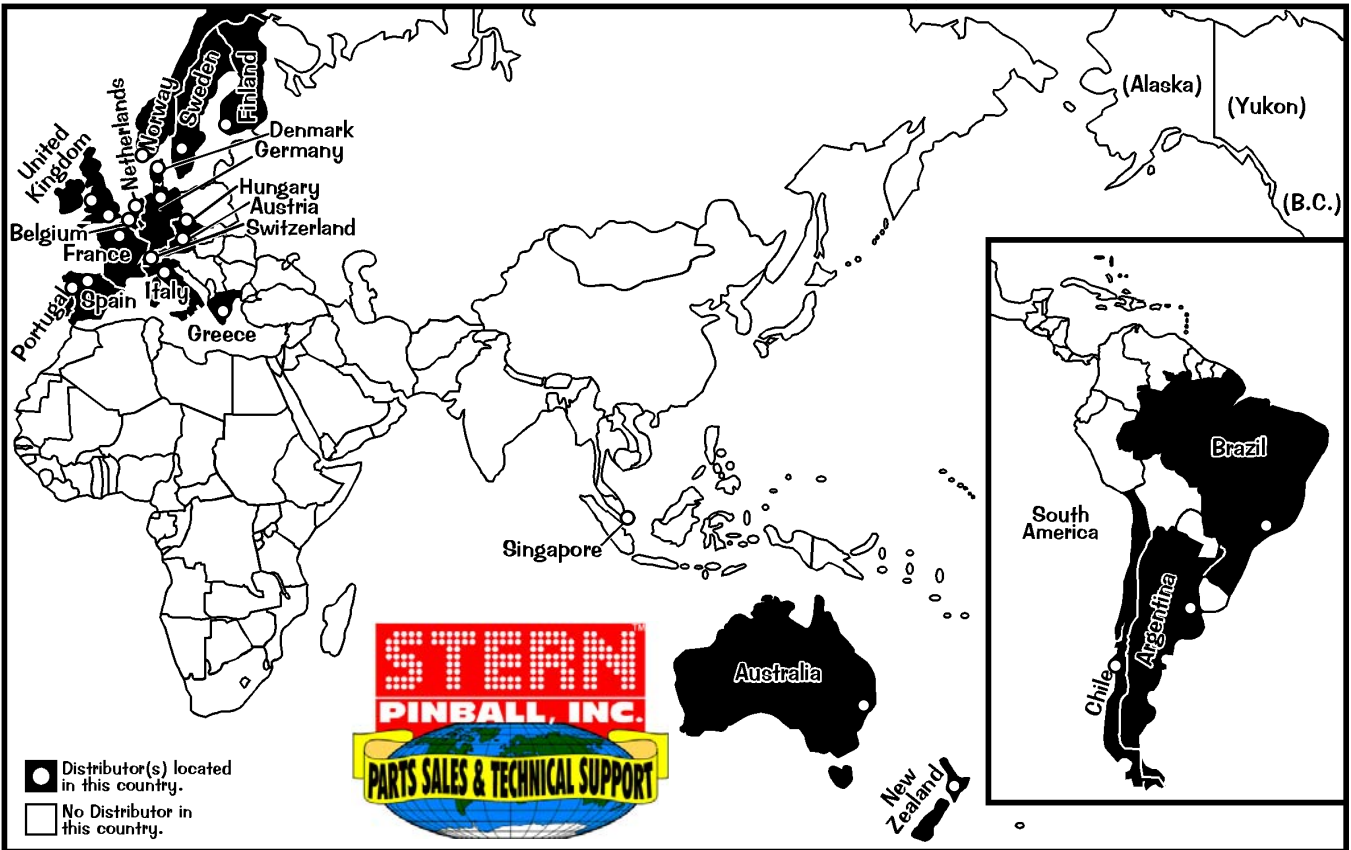 (Alaska)
(Yukon)
(B.C.)
Norway
Sweden
Finland
Netherlands
United
Kingdom
Denmark
Germany
Hungary
Austria
Switzerland
Belgium
France
Portugal
Spain
Italy
Greece
Singapore
Australia
New
Zealand
South
America
Brazil
Argentina
Chile
STERN™
PINBALL, INC.
PARTS SALES & TECHNICAL SUPPORT
Distributor(s) located
in this country.
No Distributor in
this country.